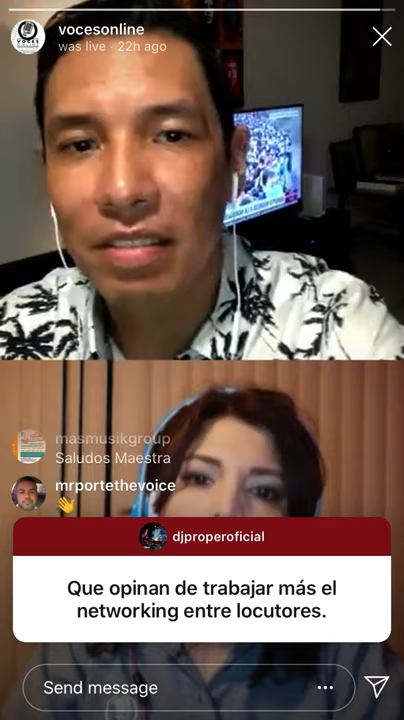 VOCES
vocesonline
was live · 22h ago
masmusikgroup
Saludos Maestra
mrportethevoice
👋
djproperoficial
Que opinan de trabajar más el
networking entre locutores.
Send message